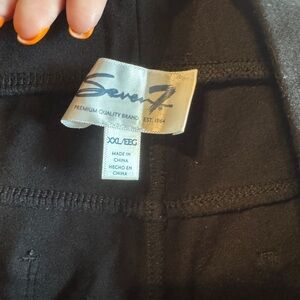 Seven7
PREMIUM QUALITY BRAND EST. 1964
XXL/EEG
MADE IN
CHINA
HECHO EN
CHINA